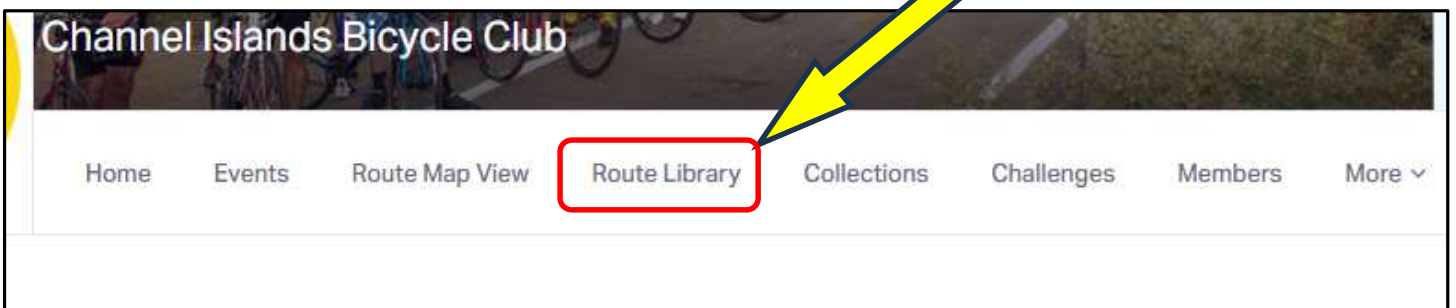 Channel Islands Bicycle Club
Home Events Route Map View Route Library Collections Challenges Members More